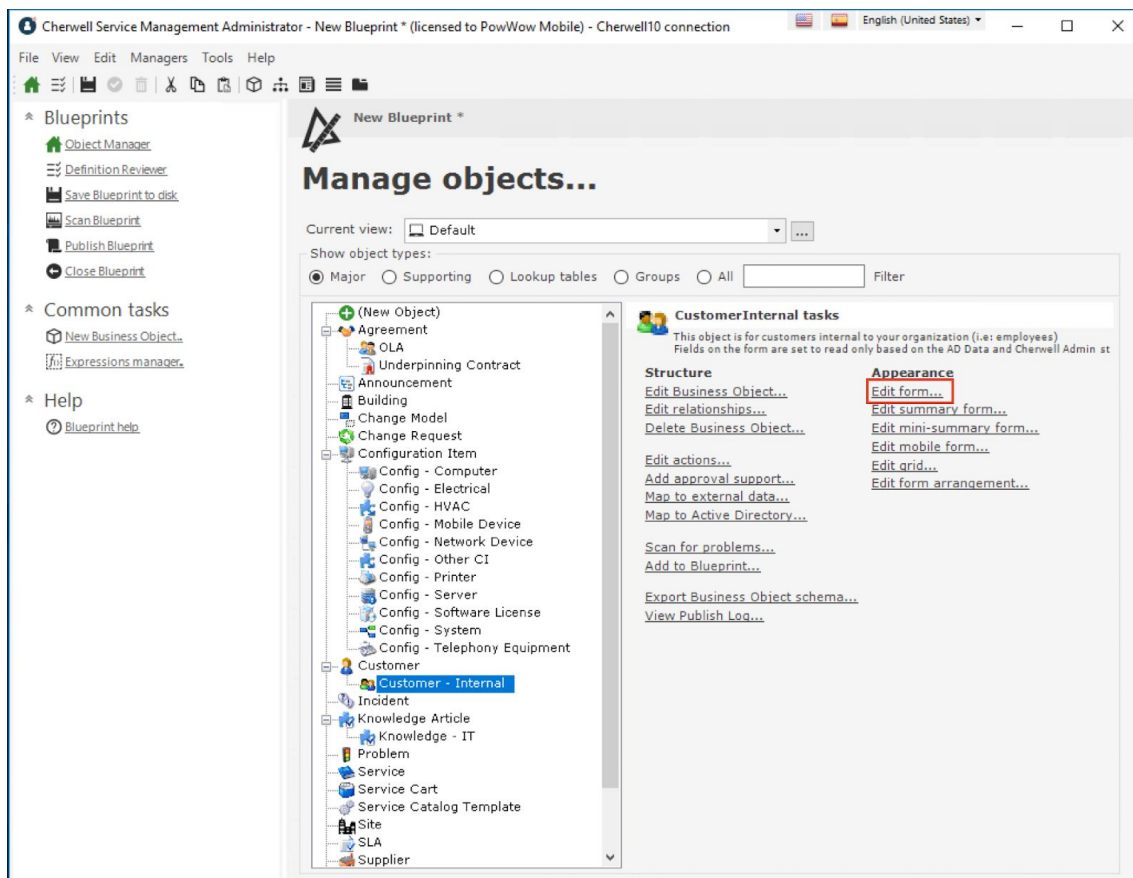 Cherwell Service Management Administrator - New Blueprint * (licensed to PowWow Mobile) - Cherwell10 connection
English (United States)
File View Edit Managers Tools Help
Blueprints
Object Manager
Definition Reviewer
Save Blueprint to disk
Scan Blueprint
Publish Blueprint
Close Blueprint
Common tasks
New Business Object..
Expressions manager..
Help
Blueprint help
New Blueprint *
Manage objects...
Current view: Default ...
Show object types:
Major Supporting Lookup tables Groups All Filter
(New Object)
Agreement
OLA
Underpinning Contract
Announcement
Building
Change Model
Change Request
Configuration Item
Config - Computer
Config - Electrical
Config - HVAC
Config - Mobile Device
Config - Network Device
Config - Other CI
Config - Printer
Config - Server
Config - Software License
Config - System
Config - Telephony Equipment
Customer
Customer - Internal
Incident
Knowledge Article
Knowledge - IT
Problem
Service
Service Cart
Service Catalog Template
Site
SLA
Supplier
CustomerInternal tasks
This object is for customers internal to your organization (i.e: employees)
Fields on the form are set to read only based on the AD Data and Cherwell Admin st
Structure
Edit Business Object...
Edit relationships...
Delete Business Object...
Edit actions...
Add approval support...
Map to external data...
Map to Active Directory...
Scan for problems...
Add to Blueprint...
Export Business Object schema...
View Publish Log...
Appearance
Edit form...
Edit summary form...
Edit mini-summary form...
Edit mobile form...
Edit grid...
Edit form arrangement...